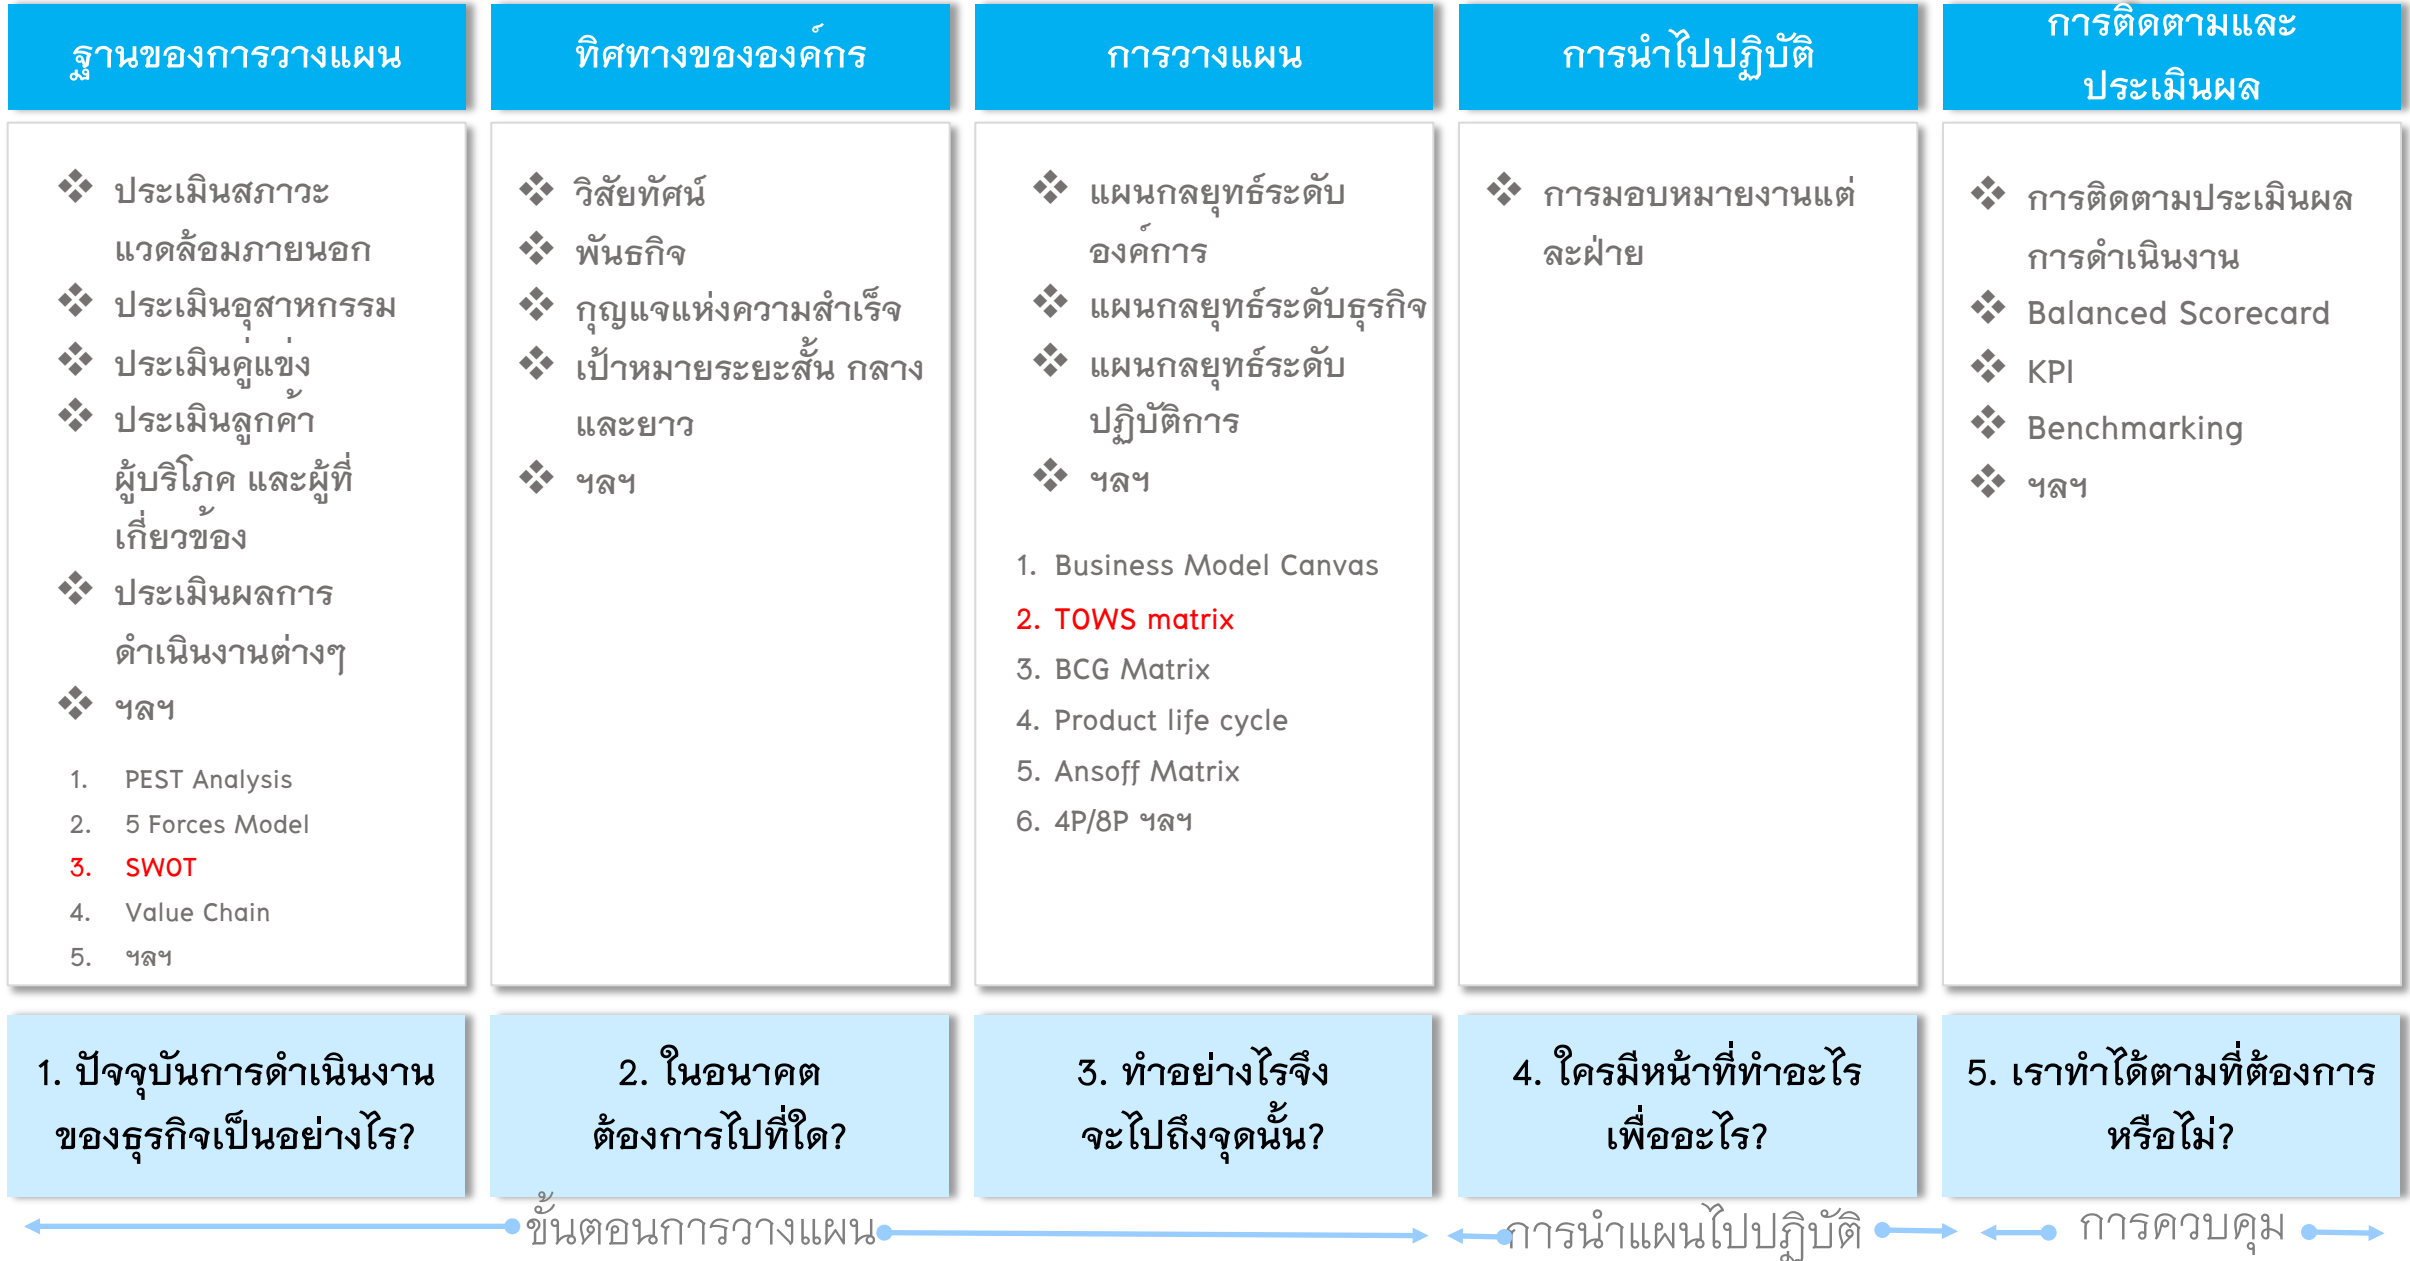 ฐานของการวางแผน
ประเมินสภาวะ
แวดล้อมภายนอก
ประเมินอุสาหกรรม
ประเมินคู่แข่ง
ประเมินลูกค้า
ผู้บริโภค และผู้ที่
เกี่ยวข้อง
ประเมินผลการ
ดำเนินงานต่างๆ
ฯลฯ
1. PEST Analysis
2. 5 Forces Model
3. SWOT
4. Value Chain
5. ฯลฯ
1. ปัจจุบันการดำเนินงาน
ของธุรกิจเป็นอย่างไร?
ทิศทางขององค์กร
วิสัยทัศน์
พันธกิจ
กุญแจแห่งความสำเร็จ
เป้าหมายระยะสั้น กลาง
และยาว
ฯลฯ
2. ในอนาคต
ต้องการไปที่ใด?
การวางแผน
แผนกลยุทธ์ระดับ
องค์การ
แผนกลยุทธ์ระดับธุรกิจ
แผนกลยุทธ์ระดับ
ปฏิบัติการ
ฯลฯ
1. Business Model Canvas
2. TOWS matrix
3. BCG Matrix
4. Product life cycle
5. Ansoff Matrix
6. 4P/8P ฯลฯ
3. ทำอย่างไรจึง
จะไปถึงจุดนั้น?
การนำไปปฏิบัติ
การมอบหมายงานแต่
ละฝ่าย
4. ใครมีหน้าที่ทำอะไร
เพื่ออะไร?
การติดตามและ
ประเมินผล
การติดตามประเมินผล
การดำเนินงาน
Balanced Scorecard
KPI
Benchmarking
ฯลฯ
5. เราทำได้ตามที่ต้องการ
หรือไม่?
ขั้นตอนการวางแผน
การนำแผนไปปฏิบัติ
การควบคุม